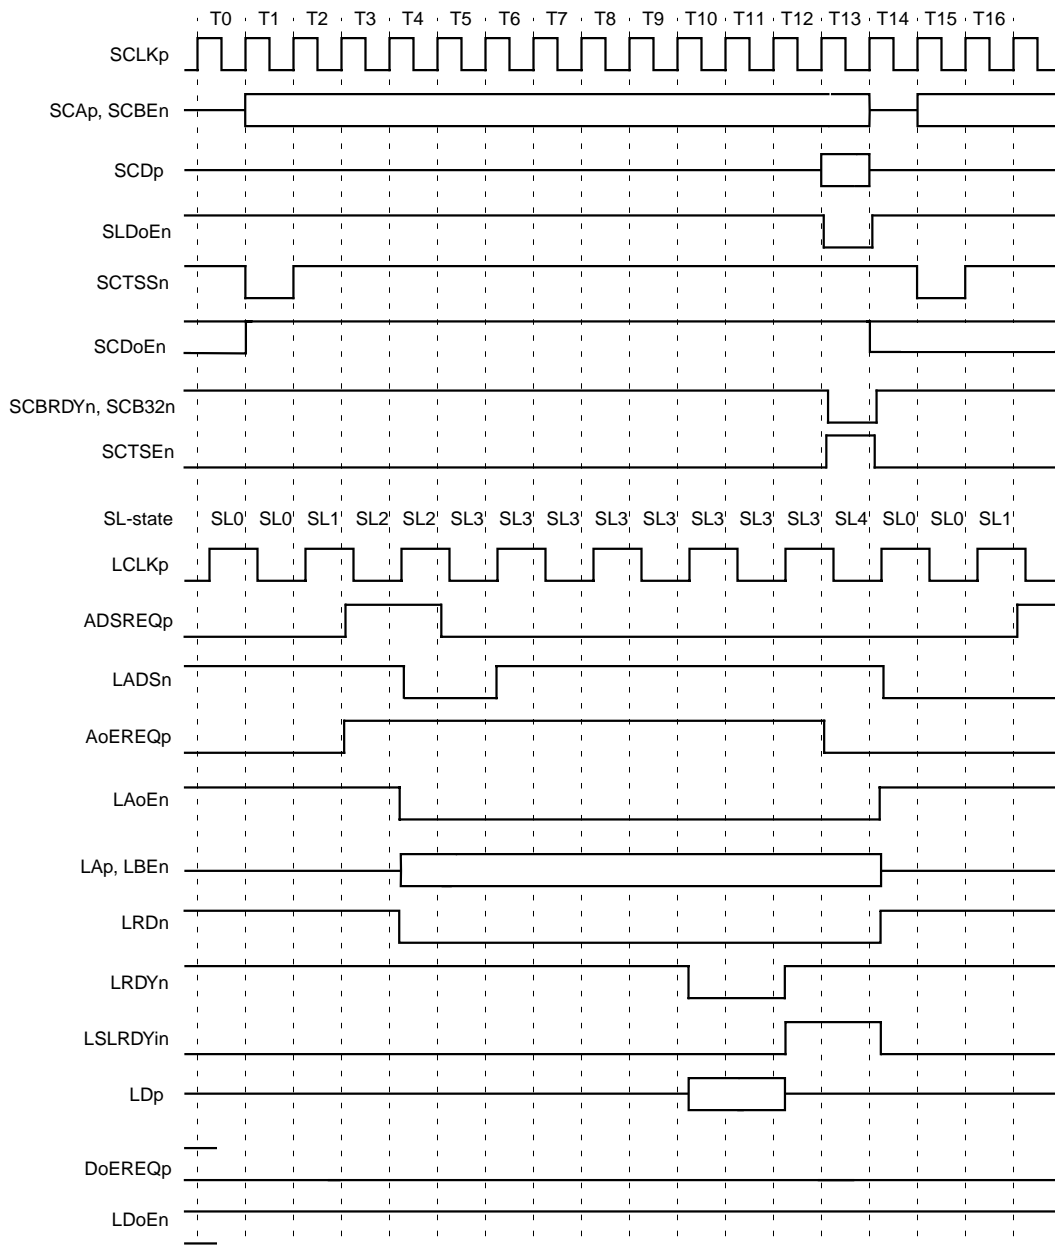 T0 T1 T2 T3 T4 T5 T6 T7 T8 T9 T10 T11 T12 T13 T14 T15 T16
SCLKp
SCAp, SCBEn
SCDp
SLDoEn
SCTSSn
SCDoEn
SCBRDYn, SCB32n
SCTSEn
SL-state SL0 SL0 SL1 SL2 SL2 SL3 SL3 SL3 SL3 SL3 SL3 SL3 SL3 SL4 SL0 SL0 SL1
LCLKp
ADSREQp
LADSn
AoEREQp
LAoEn
LAp, LBEn
LRDn
LRDYn
LSLRDYin
LDp
DoEREQp
LDoEn